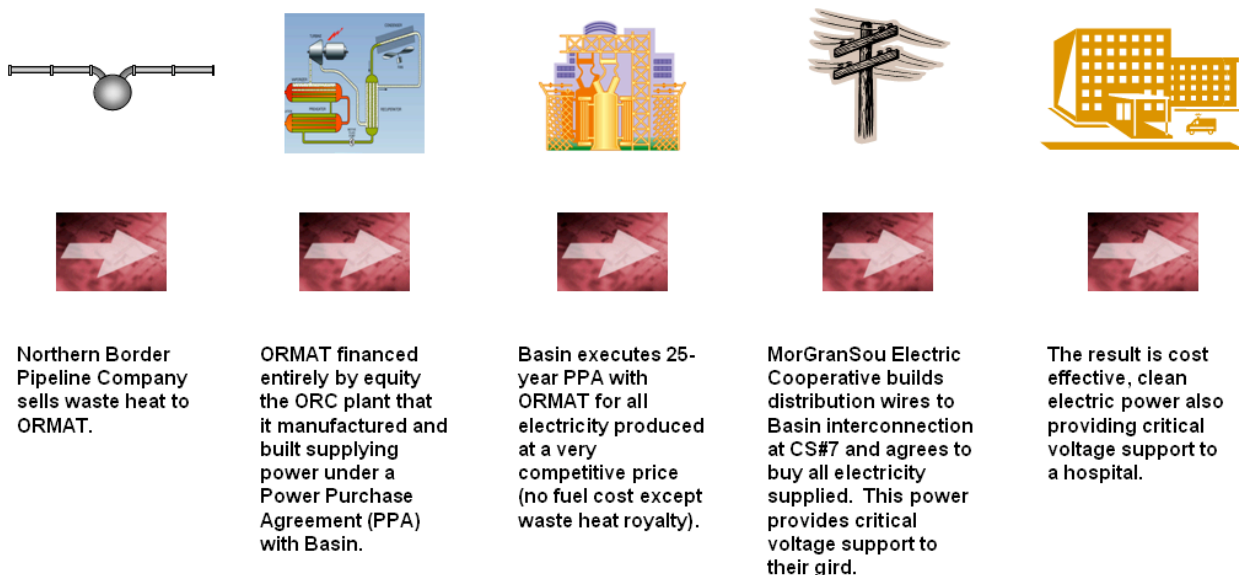 Northern Border
Pipeline Company
sells waste heat to
ORMAT.
ORMAT financed
entirely by equity
the ORC plant that
it manufactured and
built supplying
power under a
Power Purchase
Agreement (PPA)
with Basin.
Basin executes 25-
year PPA with
ORMAT for all
electricity produced
at a very
competitive price
(no fuel cost except
waste heat royalty).
MorGranSou Electric
Cooperative builds
distribution wires to
Basin interconnection
at CS#7 and agrees to
buy all electricity
supplied.  This power
provides critical
voltage support to
their gird.
The result is cost
effective, clean
electric power also
providing critical
voltage support to
a hospital.